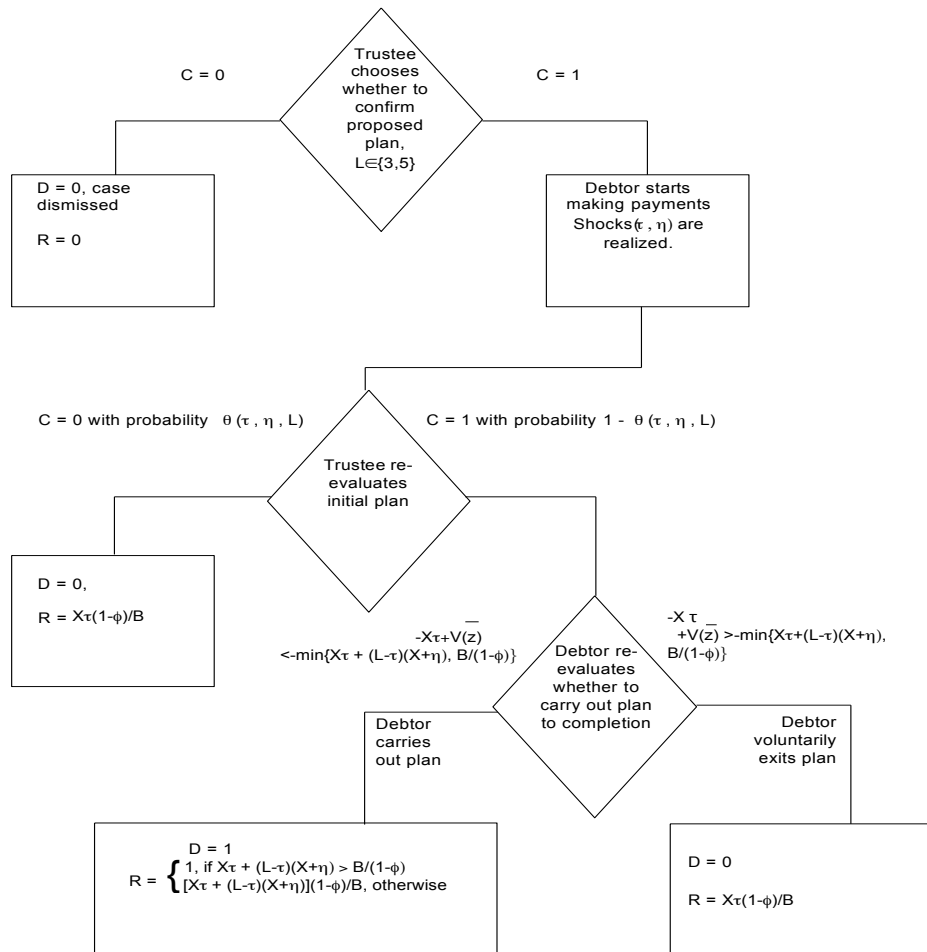 Trustee
chooses
whether to
confirm
proposed
plan,
L∈{3,5}
C = 0
C = 1
D = 0, case
dismissed
R = 0
Debtor starts
making payments
Shocks(τ , η) are
realized.
C = 0 with probability θ (τ , η , L)
C = 1 with probability 1 - θ (τ , η , L)
Trustee re-
evaluates
initial plan
D = 0,
R = Xτ(1-ϕ)/B
-Xτ+V(z̅)
<-min{Xτ + (L-τ)(X+η), B/(1-ϕ)}
-X τ
+V(z̅) >-min{Xτ+(L-τ)(X+η),
B/(1-ϕ)}
Debtor re-
evaluates
whether to
carry out plan
to completion
Debtor
carries
out plan
Debtor
voluntarily
exits plan
D = 1
R = { 1, if Xτ + (L-τ)(X+η) > B/(1-ϕ)
[Xτ + (L-τ)(X+η)](1-ϕ)/B, otherwise
D = 0
R = Xτ(1-ϕ)/B